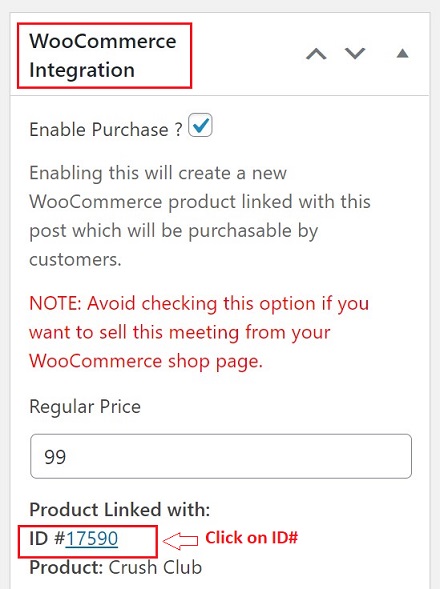 WooCommerce
Integration
Enable Purchase ?
Enabling this will create a new
WooCommerce product linked with this
post which will be purchasable by
customers.
NOTE: Avoid checking this option if you
want to sell this meeting from your
WooCommerce shop page.
Regular Price
99
Product Linked with:
ID #17590 Click on ID#
Product: Crush Club